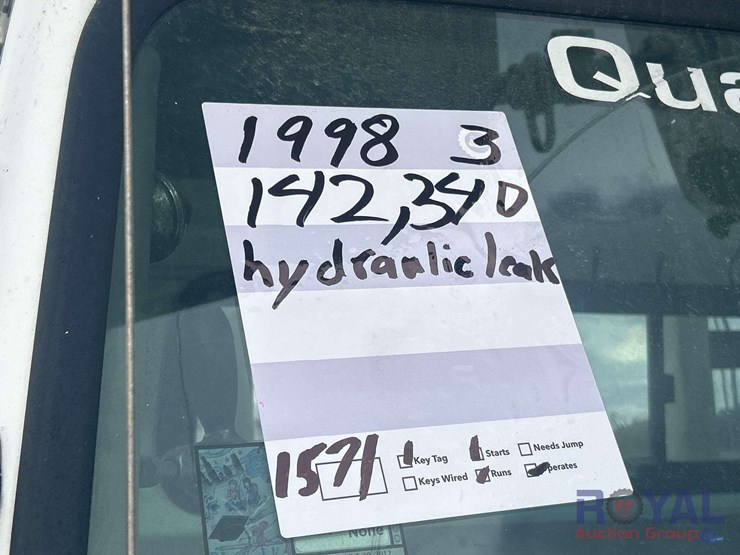 Qua
1998 3
142,340
hydraulic leak
1571
Key Tag Starts Needs Jump
Keys Wired Runs Operates
None
ROYAL
Auction Group